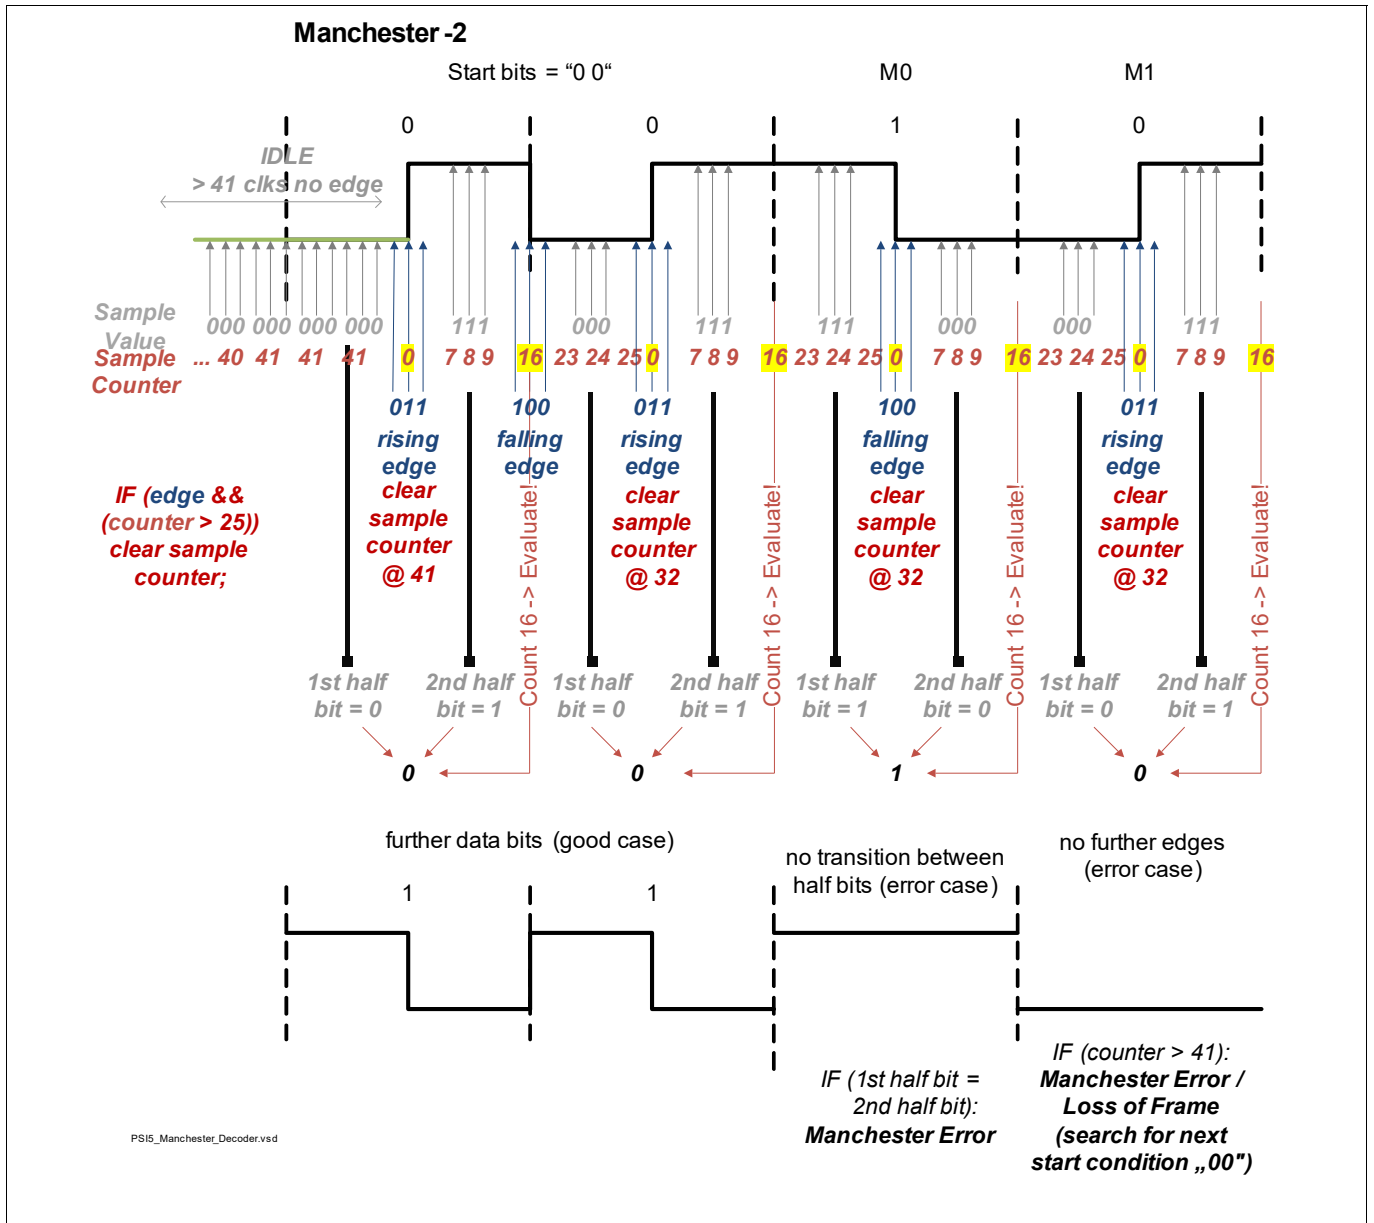 Manchester -2
Start bits = “0 0“
M0
M1
0
0
1
0
IDLE
> 41 clks no edge
Sample
Value
000 000 000 000
111
000
111
111
000
000
111
Sample
Counter
... 40 41 41 41 0 7 8 9 16 23 24 25 0 7 8 9 16 23 24 25 0 7 8 9 16 23 24 25 0 7 8 9 16
011
rising
edge
clear
sample
counter
@ 41
100
falling
edge
011
rising
edge
clear
sample
counter
@ 32
100
falling
edge
clear
sample
counter
@ 32
011
rising
edge
clear
sample
counter
@ 32
IF (edge &&
(counter > 25))
clear sample
counter;
Count 16 -> Evaluate!
Count 16 -> Evaluate!
Count 16 -> Evaluate!
1st half
bit = 0
2nd half
bit = 1
1st half
bit = 0
2nd half
bit = 1
1st half
bit = 1
2nd half
bit = 0
1st half
bit = 0
2nd half
bit = 1
0
0
1
0
further data bits (good case)
no transition between
half bits (error case)
no further edges
(error case)
1
1
IF (1st half bit =
2nd half bit):
Manchester Error
IF (counter > 41):
Manchester Error /
Loss of Frame
(search for next
start condition „00")
PSI5_Manchester_Decoder.vsd